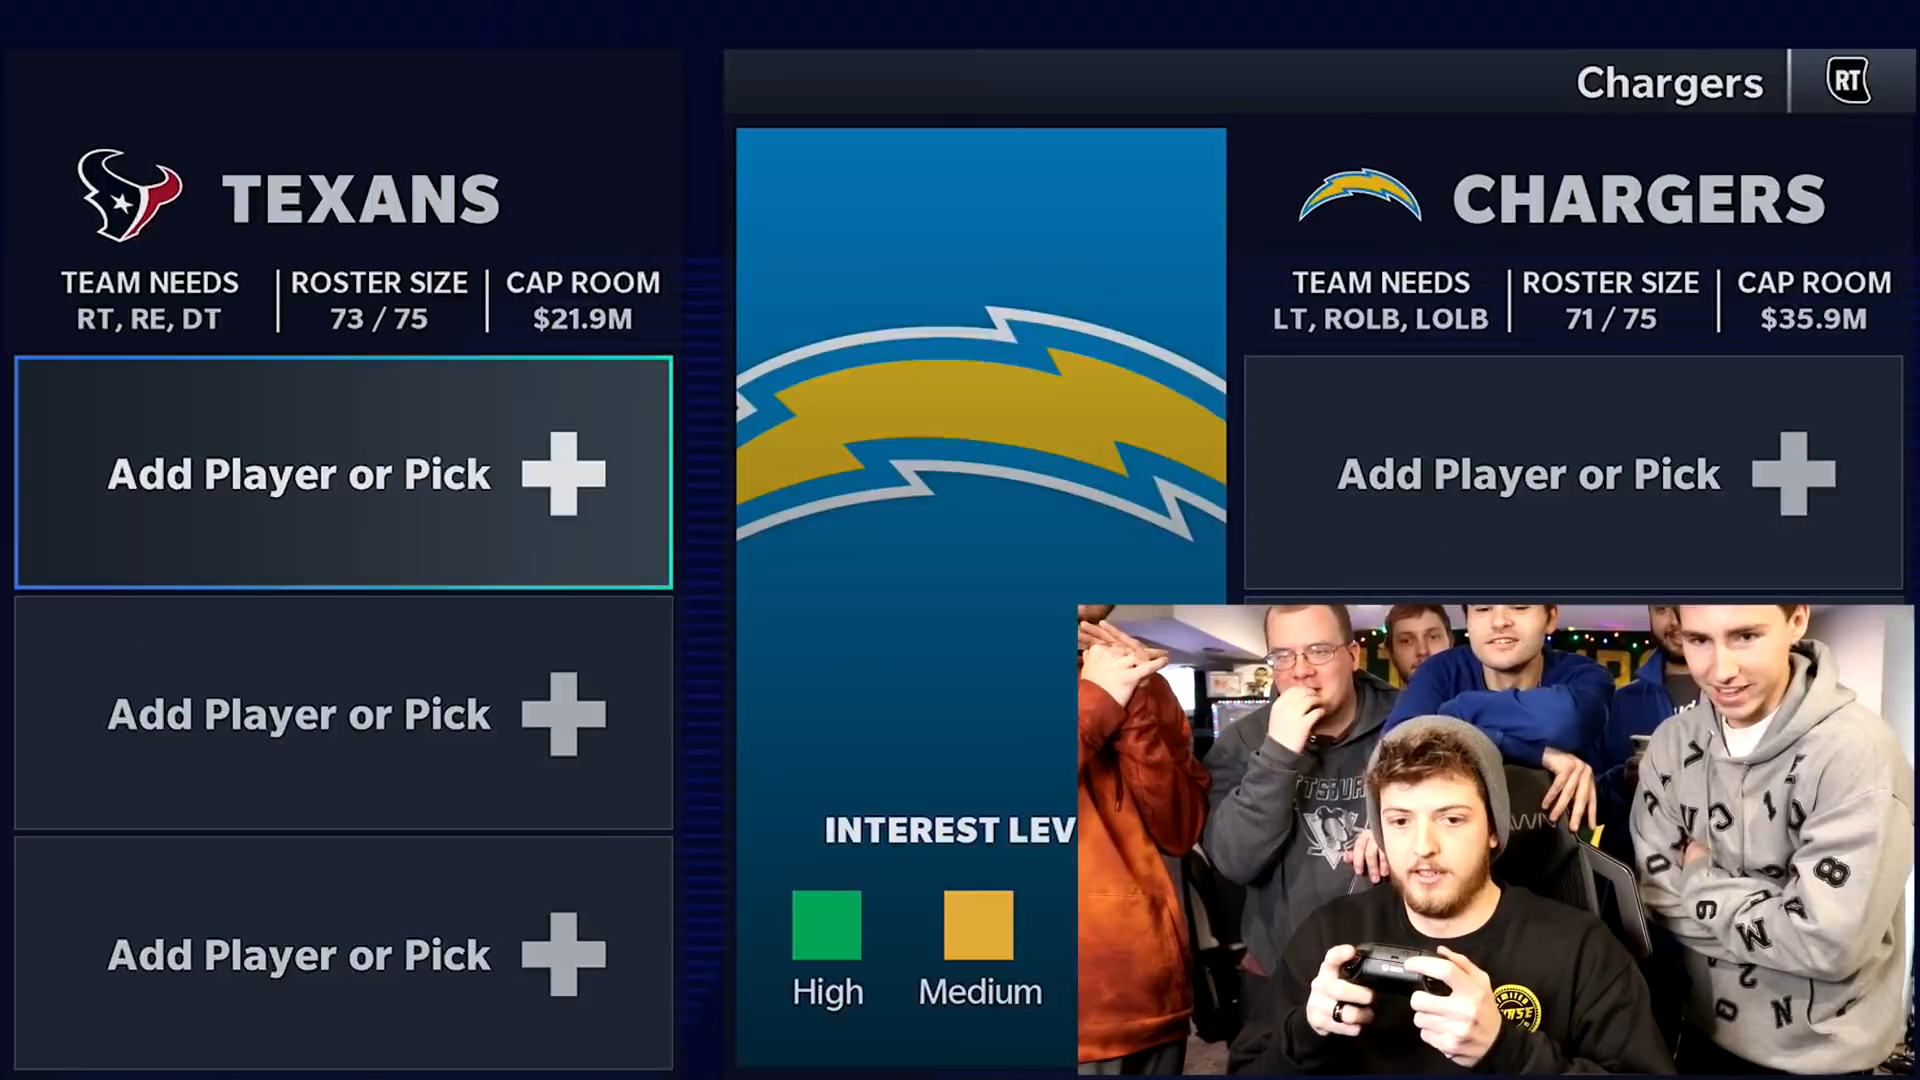 Chargers
RT
TEXANS
TEAM NEEDS
RT, RE, DT
ROSTER SIZE
73 / 75
CAP ROOM
$21.9M
CHARGERS
TEAM NEEDS
LT, ROLB, LOLB
ROSTER SIZE
71 / 75
CAP ROOM
$35.9M
Add Player or Pick
Add Player or Pick
Add Player or Pick
Add Player or Pick
INTEREST LEV
High
Medium